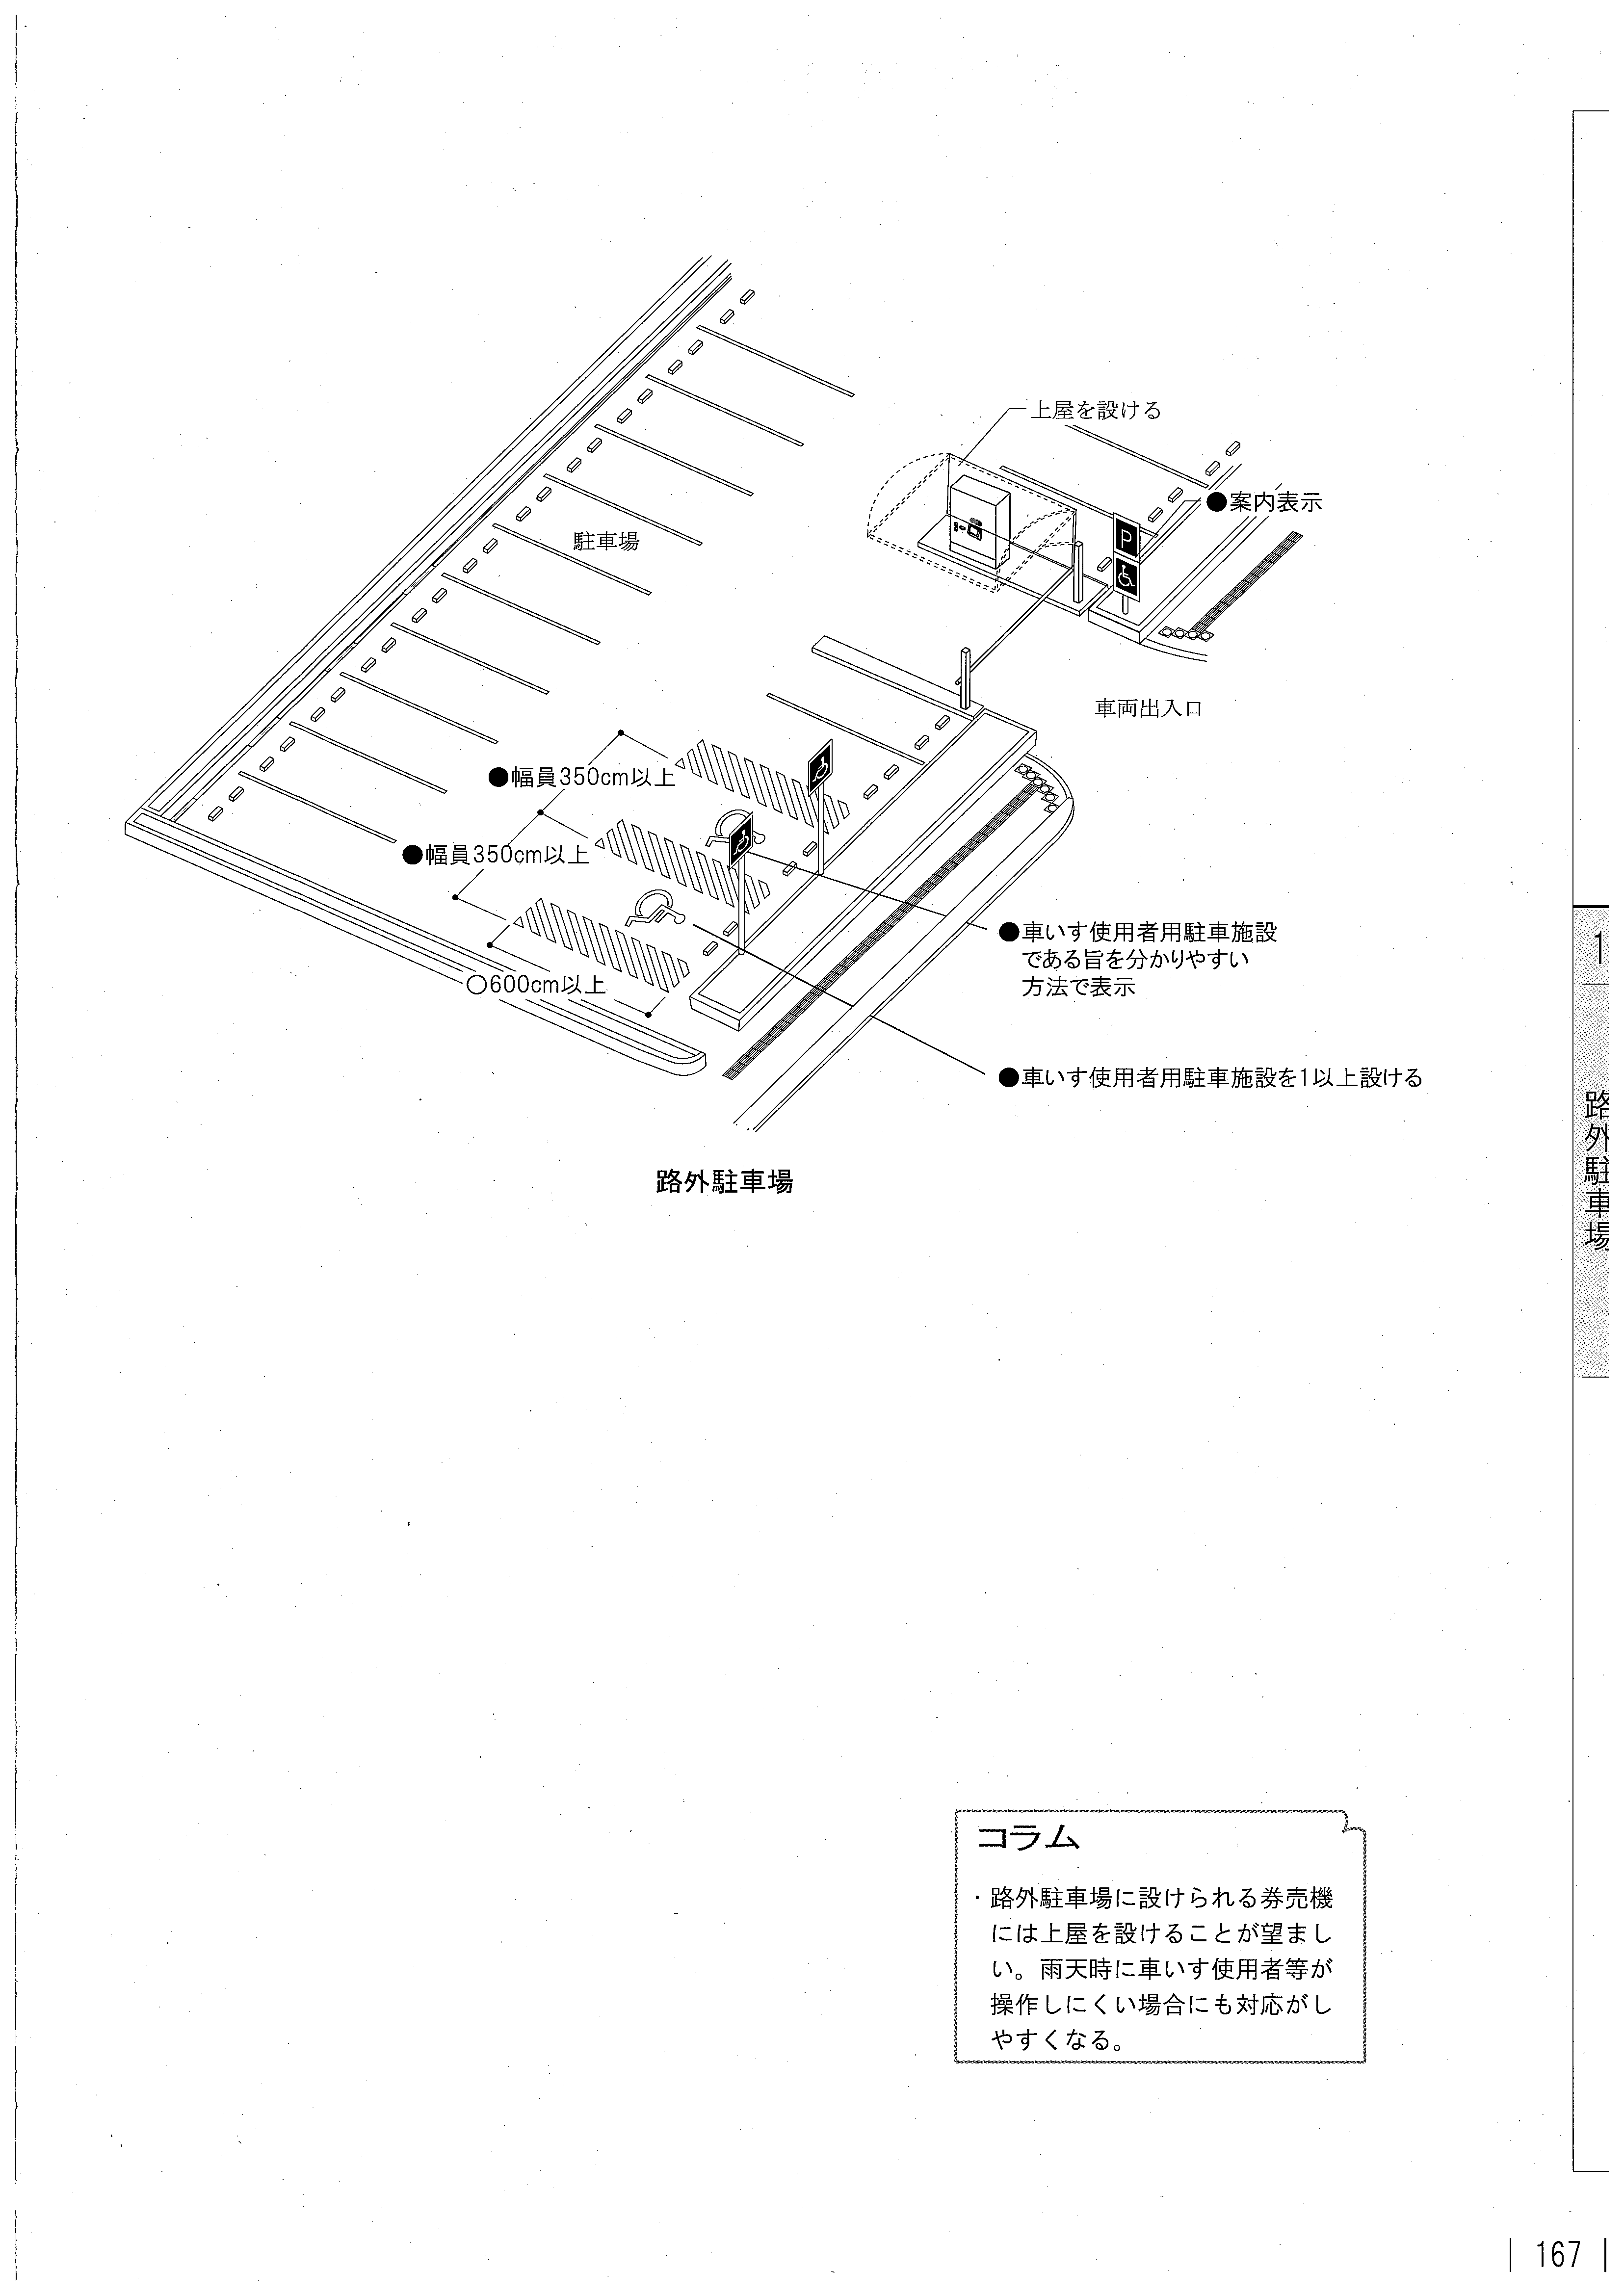 上屋を設ける
●案内表示
P
駐車場
車両出入口
●幅員350cm以上
●幅員350cm以上
●車いす使用者用駐車施設
である旨を分かりやすい
方法で表示
○600cm以上
●車いす使用者用駐車施設を1以上設ける
路外駐車場
1
路外駐車場
コラム
・路外駐車場に設けられる券売機
には上屋を設けることが望まし
い。雨天時に車いす使用者等が
操作しにくい場合にも対応がし
やすくなる。
167